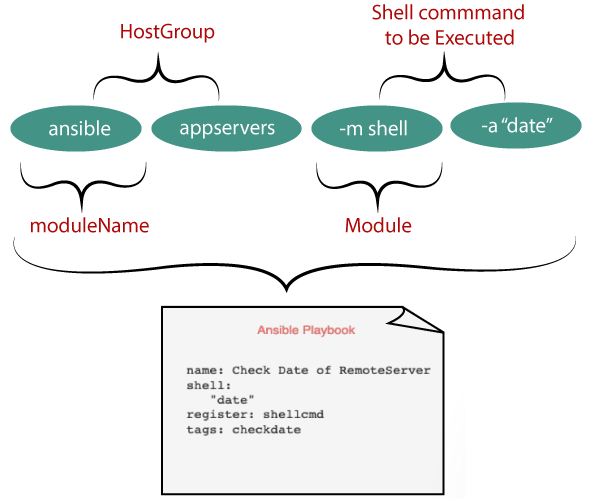 HostGroup
Shell commmand
to be Executed
ansible
appservers
-m shell
-a “date”
moduleName
Module
Ansible Playbook
name: Check Date of RemoteServer
shell:
"date"
register: shellcmd
tags: checkdate